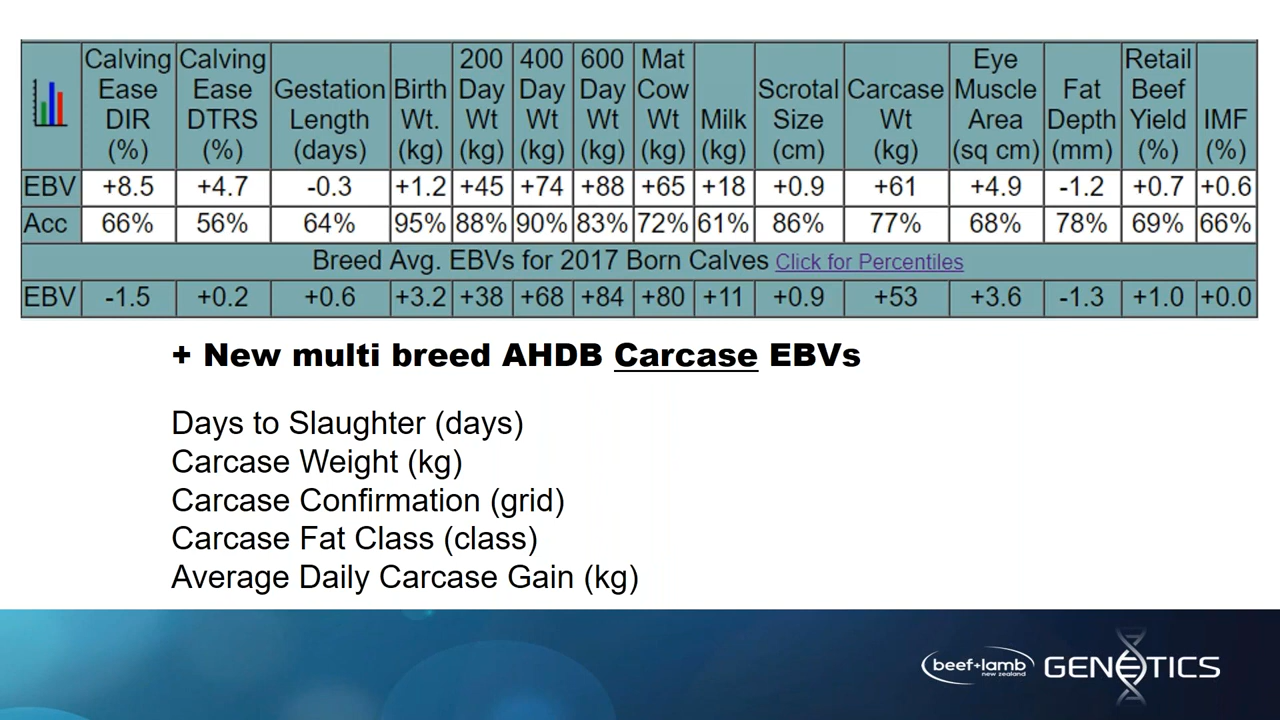 Calving Ease DIR (%) Calving Ease DTRS (%) Gestation Length (days) Birth Wt. (kg) 200 Day Wt (kg) 400 Day Wt (kg) 600 Day Wt (kg) Mat Cow Wt (kg) Milk (kg) Scrotal Size (cm) Carcase Wt (kg) Eye Muscle Area (sq cm) Fat Depth (mm) Retail Beef Yield (%) IMF (%)
EBV +8.5 +4.7 -0.3 +1.2 +45 +74 +88 +65 +18 +0.9 +61 +4.9 -1.2 +0.7 +0.6
Acc 66% 56% 64% 95% 88% 90% 83% 72% 61% 86% 77% 68% 78% 69% 66%
Breed Avg. EBVs for 2017 Born Calves Click for Percentiles
EBV -1.5 +0.2 +0.6 +3.2 +38 +68 +84 +80 +11 +0.9 +53 +3.6 -1.3 +1.0 +0.0
+ New multi breed AHDB Carcase EBVs
Days to Slaughter (days)
Carcase Weight (kg)
Carcase Confirmation (grid)
Carcase Fat Class (class)
Average Daily Carcase Gain (kg)
beef+lamb
new zealand
GENETICS